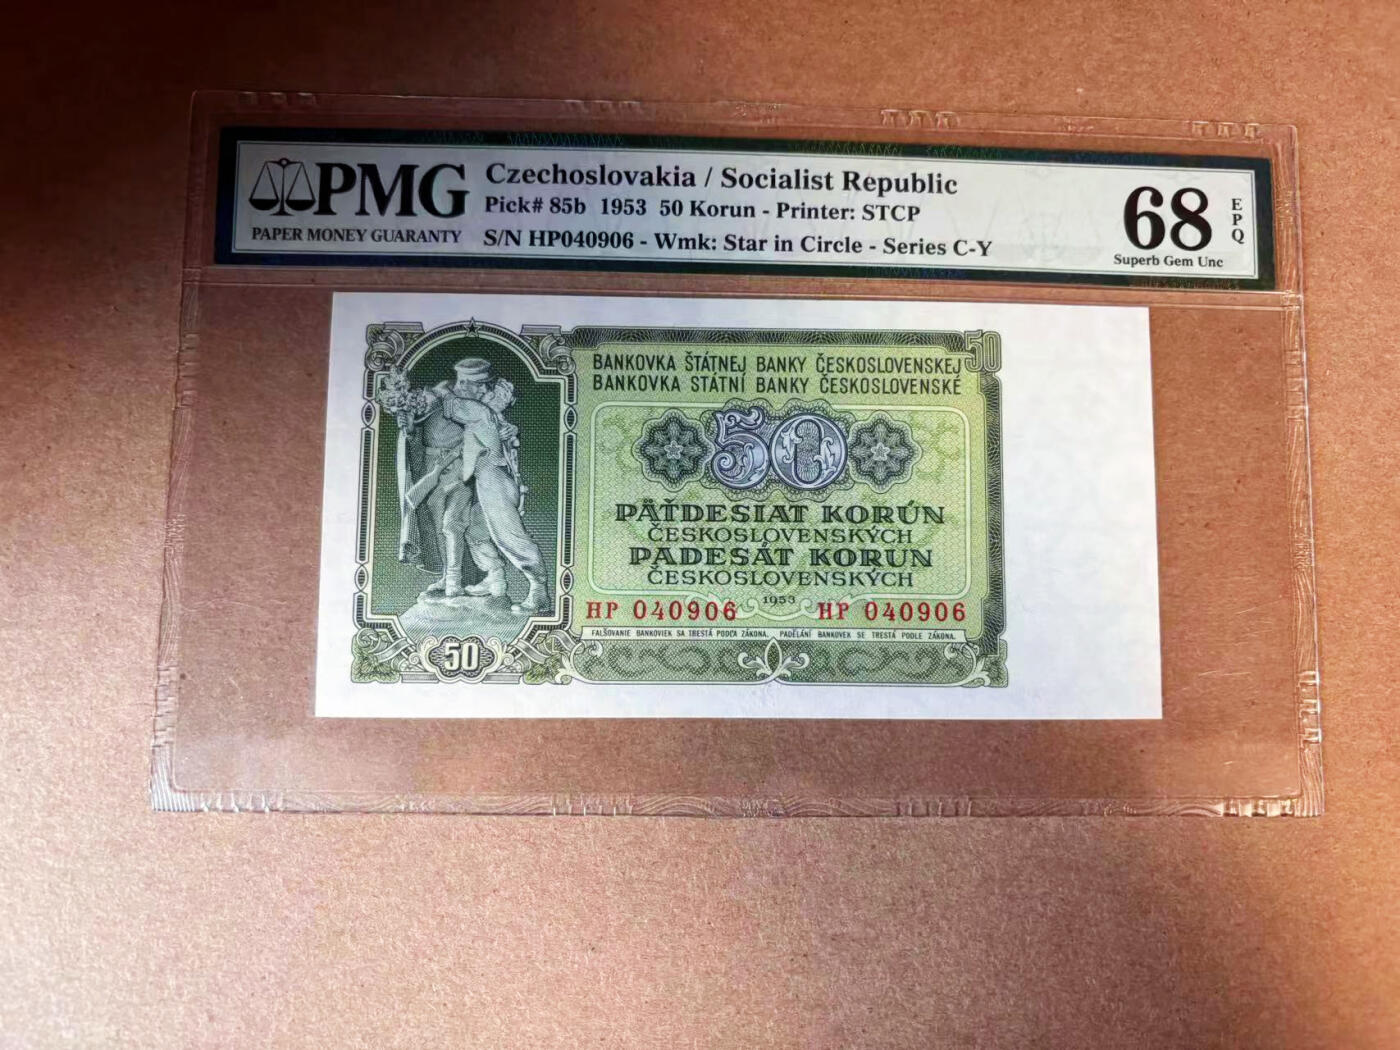 PMG
PAPER MONEY GUARANTY
Czechoslovakia / Socialist Republic
Pick# 85b 1953 50 Korun - Printer: STCP
S/N HP040906 - Wmk: Star in Circle - Series C-Y
68
EPQ
Superb Gem Unc
50
BANKOVKA ŠTÁTNEJ BANKY ČESKOSLOVENSKEJ
BANKOVKA STÁTNÍ BANKY ČESKOSLOVENSKÉ
50
PÄŤDESIAT KORÚN
ČESKOSLOVENSKÝCH
PADESÁT KORUN
ČESKOSLOVENSKÝCH
1953
HP 040906 HP 040906
FALŠOVANIE BANKOVIEK SA TRESTÁ PODĽA ZÁKONA. PADĚLÁNÍ BANKOVEK SE TRESTÁ PODLE ZÁKONA.
50